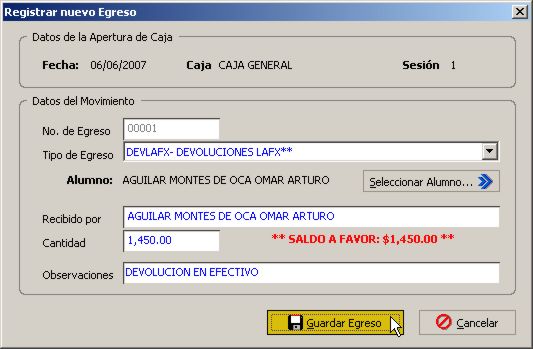 Registrar nuevo Egreso
Datos de la Apertura de Caja
Fecha: 06/06/2007 Caja CAJA GENERAL Sesión 1
Datos del Movimiento
No. de Egreso 00001
Tipo de Egreso DEVLAFX- DEVOLUCIONES LAFX**
Alumno: AGUILAR MONTES DE OCA OMAR ARTURO Seleccionar Alumno...
Recibido por AGUILAR MONTES DE OCA OMAR ARTURO
Cantidad 1,450.00 ** SALDO A FAVOR: $1,450.00 **
Observaciones DEVOLUCION EN EFECTIVO
Guardar Egreso Cancelar